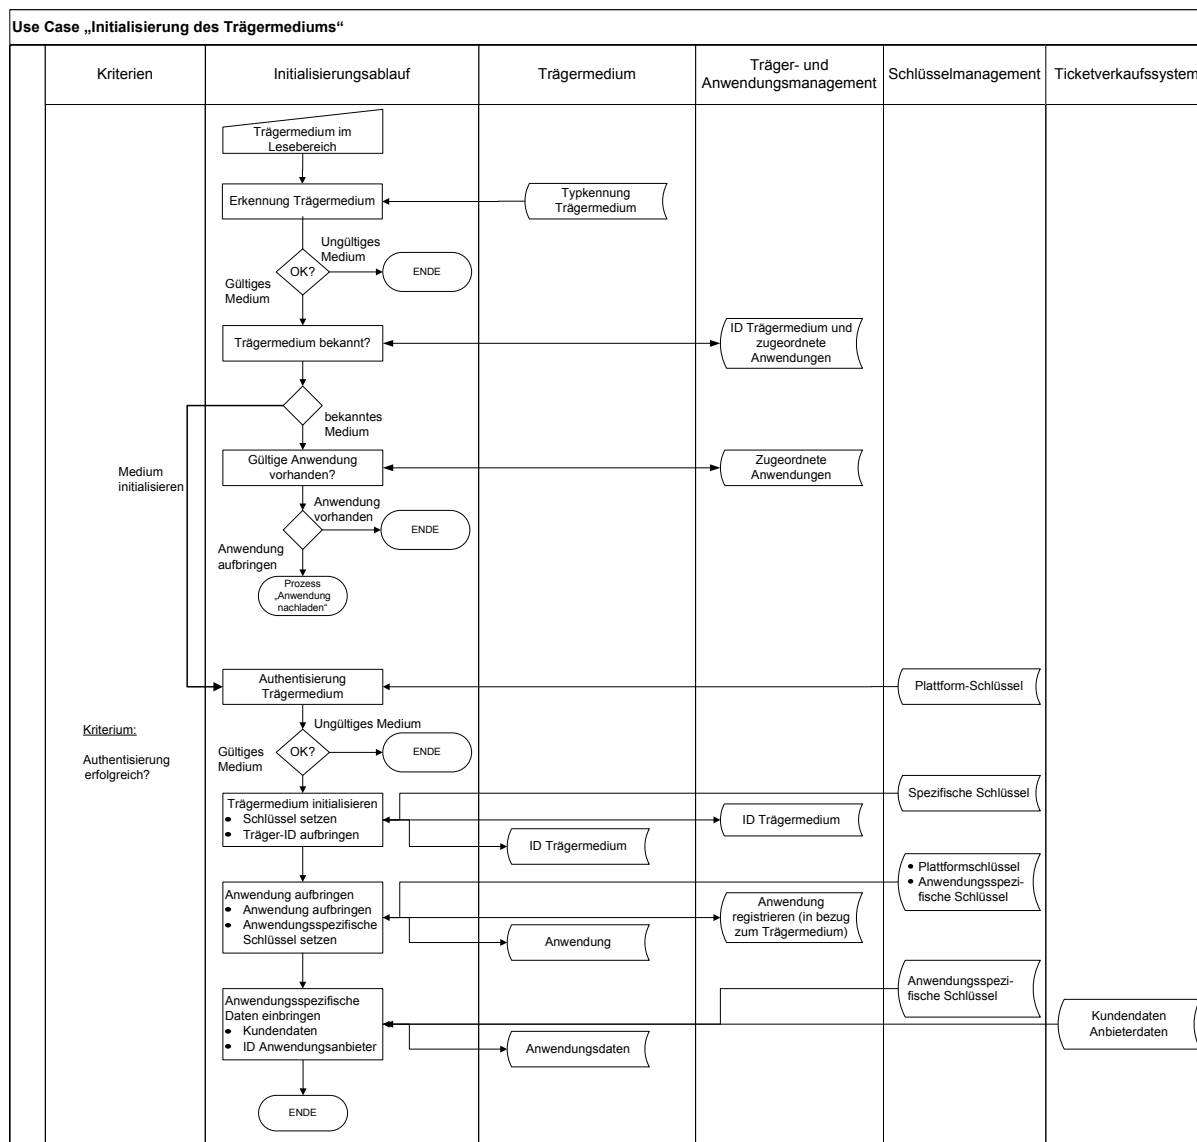 Use Case „Initialisierung des Trägermediums“
Kriterien
Initialisierungsablauf
Trägermedium
Träger- und
Anwendungsmanagement
Schlüsselmanagement
Ticketverkaufssystem
Trägermedium im
Lesebereich
Erkennung Trägermedium
Typkennung
Trägermedium
Ungültiges
Medium
OK?
ENDE
Gültiges
Medium
Trägermedium bekannt?
ID Trägermedium und
zugeordnete
Anwendungen
bekanntes
Medium
Medium
initialisieren
Gültige Anwendung
vorhanden?
Zugeordnete
Anwendungen
Anwendung
vorhanden
ENDE
Anwendung
aufbringen
Prozess
„Anwendung
nachladen“
Authentisierung
Trägermedium
Plattform-Schlüssel
Kriterium:
Authentisierung
erfolgreich?
Ungültiges Medium
OK?
ENDE
Gültiges
Medium
Trägermedium initialisieren
• Schlüssel setzen
• Träger-ID aufbringen
Spezifische Schlüssel
ID Trägermedium
ID Trägermedium
Anwendung aufbringen
• Anwendung aufbringen
• Anwendungsspezifische
Schlüssel setzen
• Plattformschlüssel
• Anwendungsspezi-
fische Schlüssel
Anwendung
registrieren (in bezug
zum Trägermedium)
Anwendung
Anwendungsspezifische
Daten einbringen
• Kundendaten
• ID Anwendungsanbieter
Anwendungsspezi-
fische Schlüssel
Kundendaten
Anbieterdaten
Anwendungsdaten
ENDE